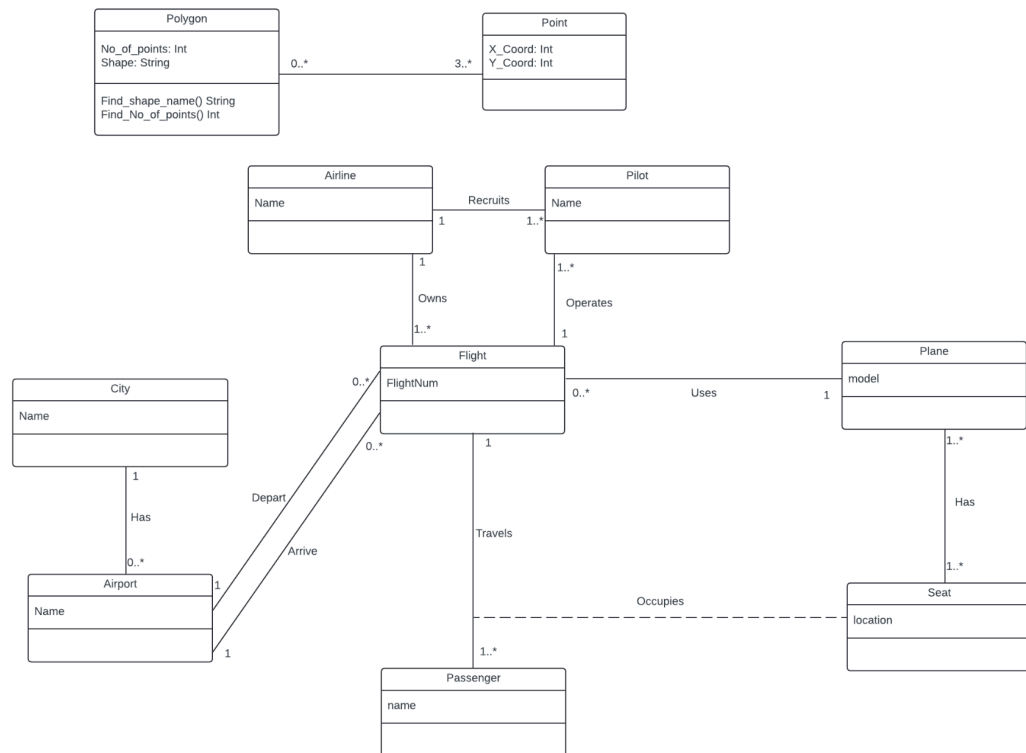 Polygon
No_of_points: Int
Shape: String
Find_shape_name() String
Find_No_of_points() Int
0..*
3..*
Point
X_Coord: Int
Y_Coord: Int
Airline
Name
Recruits
1
1..*
Pilot
Name
1
Owns
1..*
1..*
Operates
1
Flight
FlightNum
0..*
Uses
1
Plane
model
City
Name
1
Has
0..*
Airport
Name
0..*
Depart
1
0..*
Arrive
1
1
Travels
1..*
Occupies
1..*
Has
1..*
Seat
location
Passenger
name